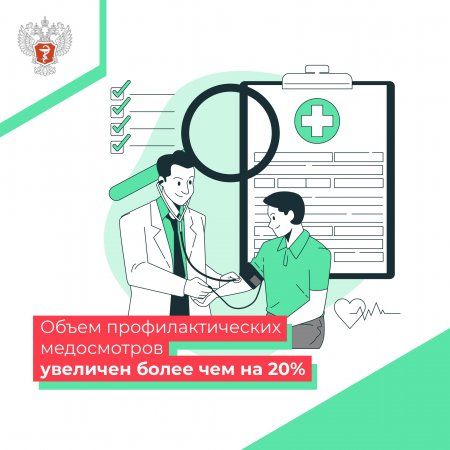 Объем профилактических
медосмотров
увеличен более чем на 20%